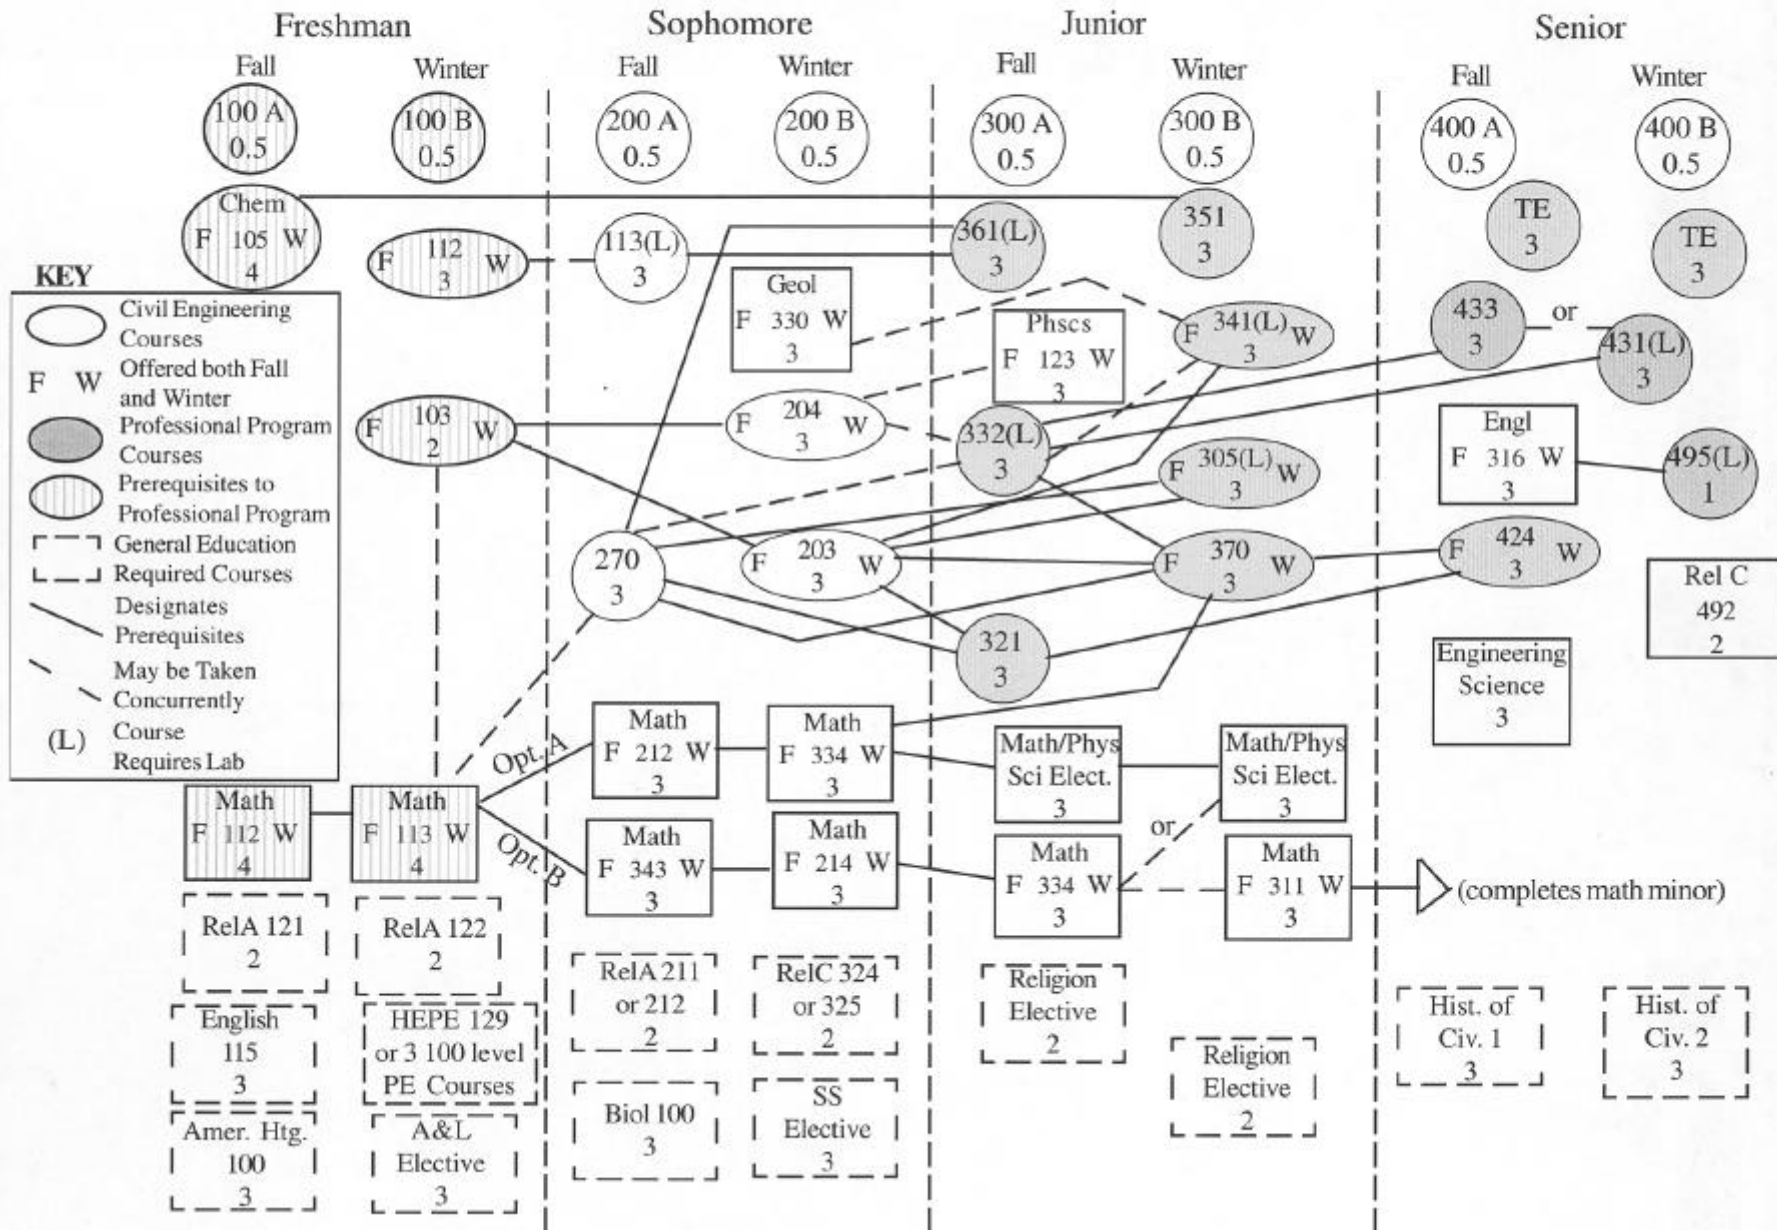 Freshman
Sophomore
Junior
Senior
Fall
Winter
Fall
Winter
Fall
Winter
Fall
Winter
100 A
0.5
100 B
0.5
200 A
0.5
200 B
0.5
300 A
0.5
300 B
0.5
400 A
0.5
400 B
0.5
Chem
F 105 W
4
F 112 W
3
113(L)
3
361(L)
3
351
3
TE
3
TE
3
Geol
F 330 W
3
Phscs
F 123 W
3
F 341(L) W
3
433
3
or
431(L)
3
F 103 W
2
F 204 W
3
332(L)
3
F 305(L) W
3
Engl
F 316 W
3
495(L)
1
270
3
F 203 W
3
F 370 W
3
F 424 W
3
321
3
Rel C
492
2
Engineering
Science
3
KEY
Civil Engineering
Courses
F W
Offered both Fall
and Winter
Professional Program
Courses
Prerequisites to
Professional Program
General Education
Required Courses
Designates
Prerequisites
May be Taken
Concurrently
(L)
Course
Requires Lab
Math
F 112 W
4
Math
F 113 W
4
Opt. A
Opt. B
Math
F 212 W
3
Math
F 334 W
3
Math/Phys
Sci Elect.
3
Math/Phys
Sci Elect.
3
or
Math
F 343 W
3
Math
F 214 W
3
Math
F 334 W
3
Math
F 311 W
3
(completes math minor)
RelA 121
2
RelA 122
2
RelA 211
or 212
2
RelC 324
or 325
2
Religion
Elective
2
Religion
Elective
2
Hist. of
Civ. 1
3
Hist. of
Civ. 2
3
English
115
3
HEPE 129
or 3 100 level
PE Courses
Biol 100
3
SS
Elective
3
Amer. Htg.
100
3
A&L
Elective
3